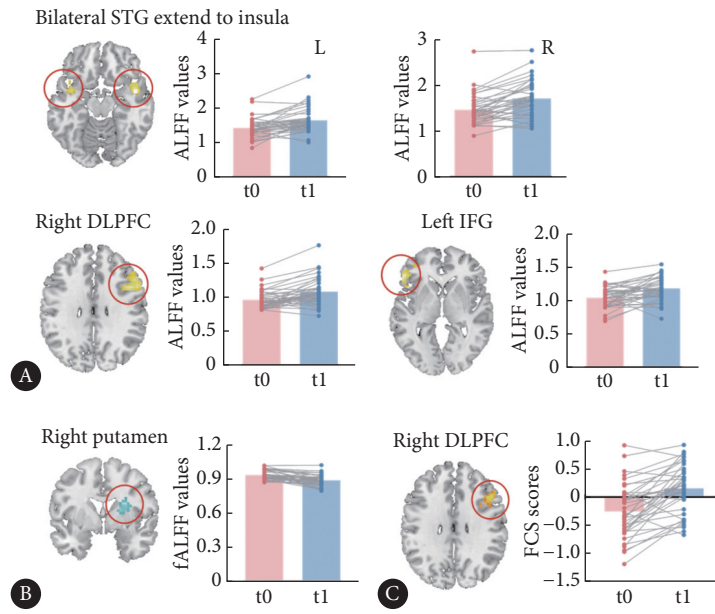 Bilateral STG extend to insula
L
ALFF values
4
3
2
1
0
t0
t1
R
ALFF values
3
2
1
0
t0
t1
Right DLPFC
ALFF values
2.0
1.5
1.0
0.5
0
t0
t1
Left IFG
ALFF values
2.0
1.5
1.0
0.5
0
t0
t1
A
Right putamen
fALFF values
1.2
0.9
0.6
0.3
0
t0
t1
B
Right DLPFC
FCS scores
1.0
0.5
0
−0.5
−1.0
−1.5
t0
t1
C